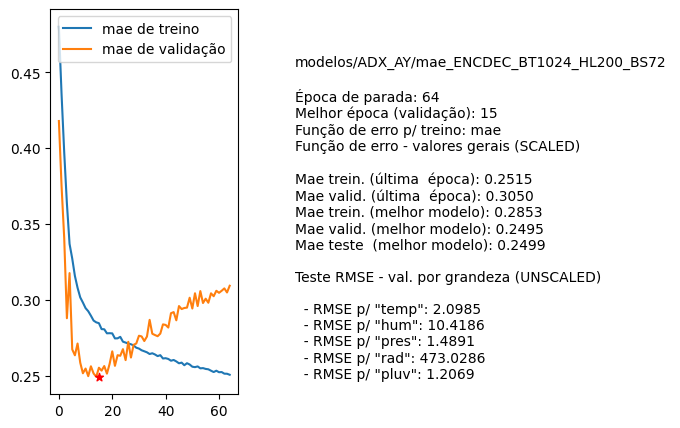 mae de treino
mae de validação
0.45
0.40
0.35
0.30
0.25
0
20
40
60
modelos/ADX_AY/mae_ENCDEC_BT1024_HL200_BS72
Época de parada: 64
Melhor época (validação): 15
Função de erro p/ treino: mae
Função de erro - valores gerais (SCALED)
Mae trein. (última  época): 0.2515
Mae valid. (última  época): 0.3050
Mae trein. (melhor modelo): 0.2853
Mae valid. (melhor modelo): 0.2495
Mae teste  (melhor modelo): 0.2499
Teste RMSE - val. por grandeza (UNSCALED)
- RMSE p/ "temp": 2.0985
- RMSE p/ "hum": 10.4186
- RMSE p/ "pres": 1.4891
- RMSE p/ "rad": 473.0286
- RMSE p/ "pluv": 1.2069